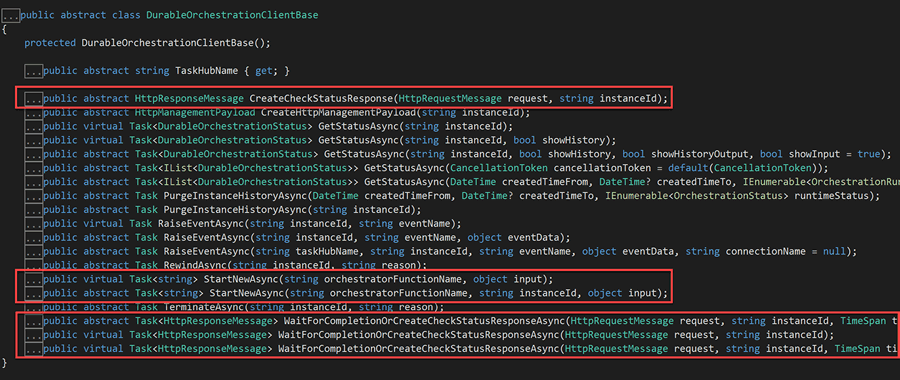 ...public abstract class DurableOrchestrationClientBase
{
protected DurableOrchestrationClientBase();
...public abstract string TaskHubName { get; }
...public abstract HttpResponseMessage CreateCheckStatusResponse(HttpRequestMessage request, string instanceId);
...public abstract HttpManagementPayload CreateHttpManagementPayload(string instanceId);
...public virtual Task<DurableOrchestrationStatus> GetStatusAsync(string instanceId);
...public virtual Task<DurableOrchestrationStatus> GetStatusAsync(string instanceId, bool showHistory);
...public abstract Task<DurableOrchestrationStatus> GetStatusAsync(string instanceId, bool showHistory, bool showHistoryOutput, bool showInput = true);
...public abstract Task<IList<DurableOrchestrationStatus>> GetStatusAsync(CancellationToken cancellationToken = default(CancellationToken));
...public abstract Task<IList<DurableOrchestrationStatus>> GetStatusAsync(DateTime createdTimeFrom, DateTime? createdTimeTo, IEnumerable<OrchestrationRun
...public abstract Task PurgeInstanceHistoryAsync(DateTime createdTimeFrom, DateTime? createdTimeTo, IEnumerable<OrchestrationStatus> runtimeStatus);
...public abstract Task PurgeInstanceHistoryAsync(string instanceId);
...public virtual Task RaiseEventAsync(string instanceId, string eventName);
...public abstract Task RaiseEventAsync(string instanceId, string eventName, object eventData);
...public abstract Task RaiseEventAsync(string taskHubName, string instanceId, string eventName, object eventData, string connectionName = null);
...public abstract Task RewindAsync(string instanceId, string reason);
...public virtual Task<string> StartNewAsync(string orchestratorFunctionName, object input);
...public abstract Task<string> StartNewAsync(string orchestratorFunctionName, string instanceId, object input);
...public abstract Task TerminateAsync(string instanceId, string reason);
...public abstract Task<HttpResponseMessage> WaitForCompletionOrCreateCheckStatusResponseAsync(HttpRequestMessage request, string instanceId, TimeSpan t
...public virtual Task<HttpResponseMessage> WaitForCompletionOrCreateCheckStatusResponseAsync(HttpRequestMessage request, string instanceId);
...public virtual Task<HttpResponseMessage> WaitForCompletionOrCreateCheckStatusResponseAsync(HttpRequestMessage request, string instanceId, TimeSpan ti
}